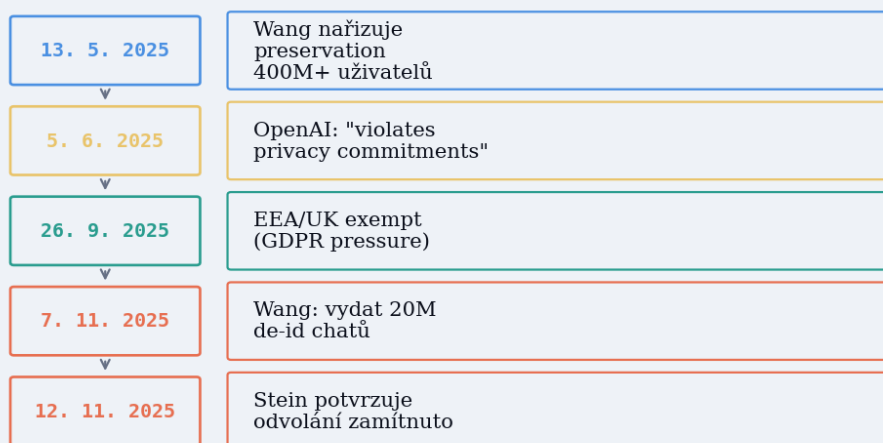 13. 5. 2025
Wang nařizuje
preservation
400M+ uživatelů
5. 6. 2025
OpenAI: "violates
privacy commitments"
26. 9. 2025
EEA/UK exempt
(GDPR pressure)
7. 11. 2025
Wang: vydat 20M
de-id chatů
12. 11. 2025
Stein potvrzuje
odvolání zamítnuto